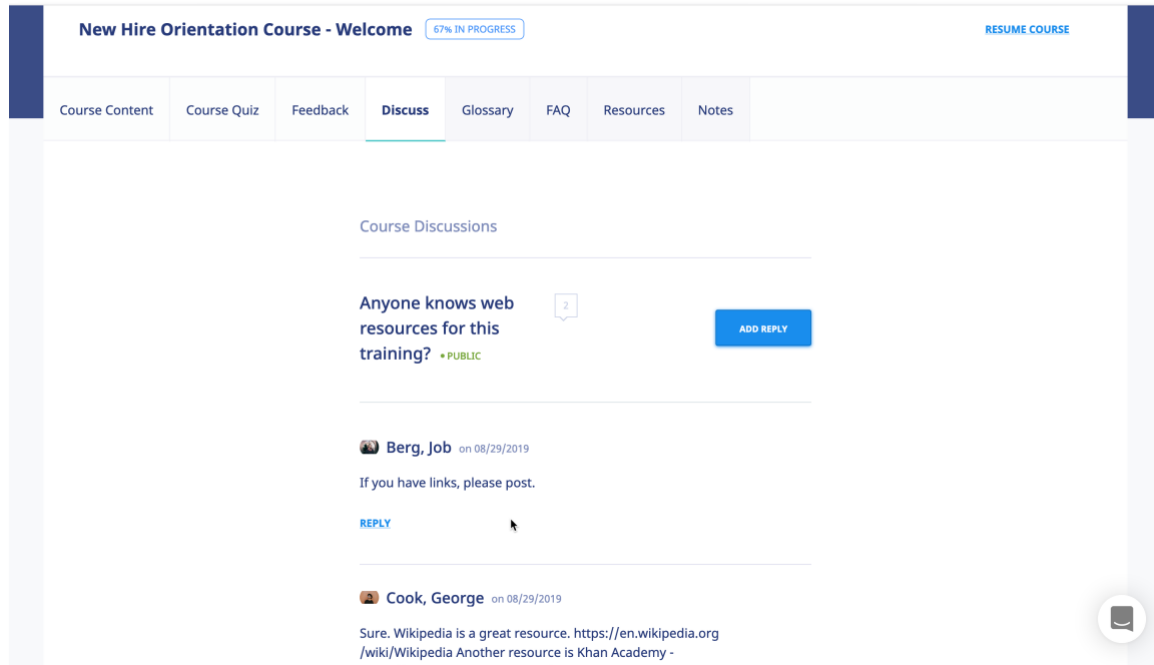 New Hire Orientation Course - Welcome 67% IN PROGRESS RESUME COURSE
Course Content Course Quiz Feedback Discuss Glossary FAQ Resources Notes
Course Discussions
Anyone knows web
resources for this
training? • PUBLIC
2
ADD REPLY
Berg, Job on 08/29/2019
If you have links, please post.
REPLY
Cook, George on 08/29/2019
Sure. Wikipedia is a great resource. https://en.wikipedia.org
/wiki/Wikipedia Another resource is Khan Academy -